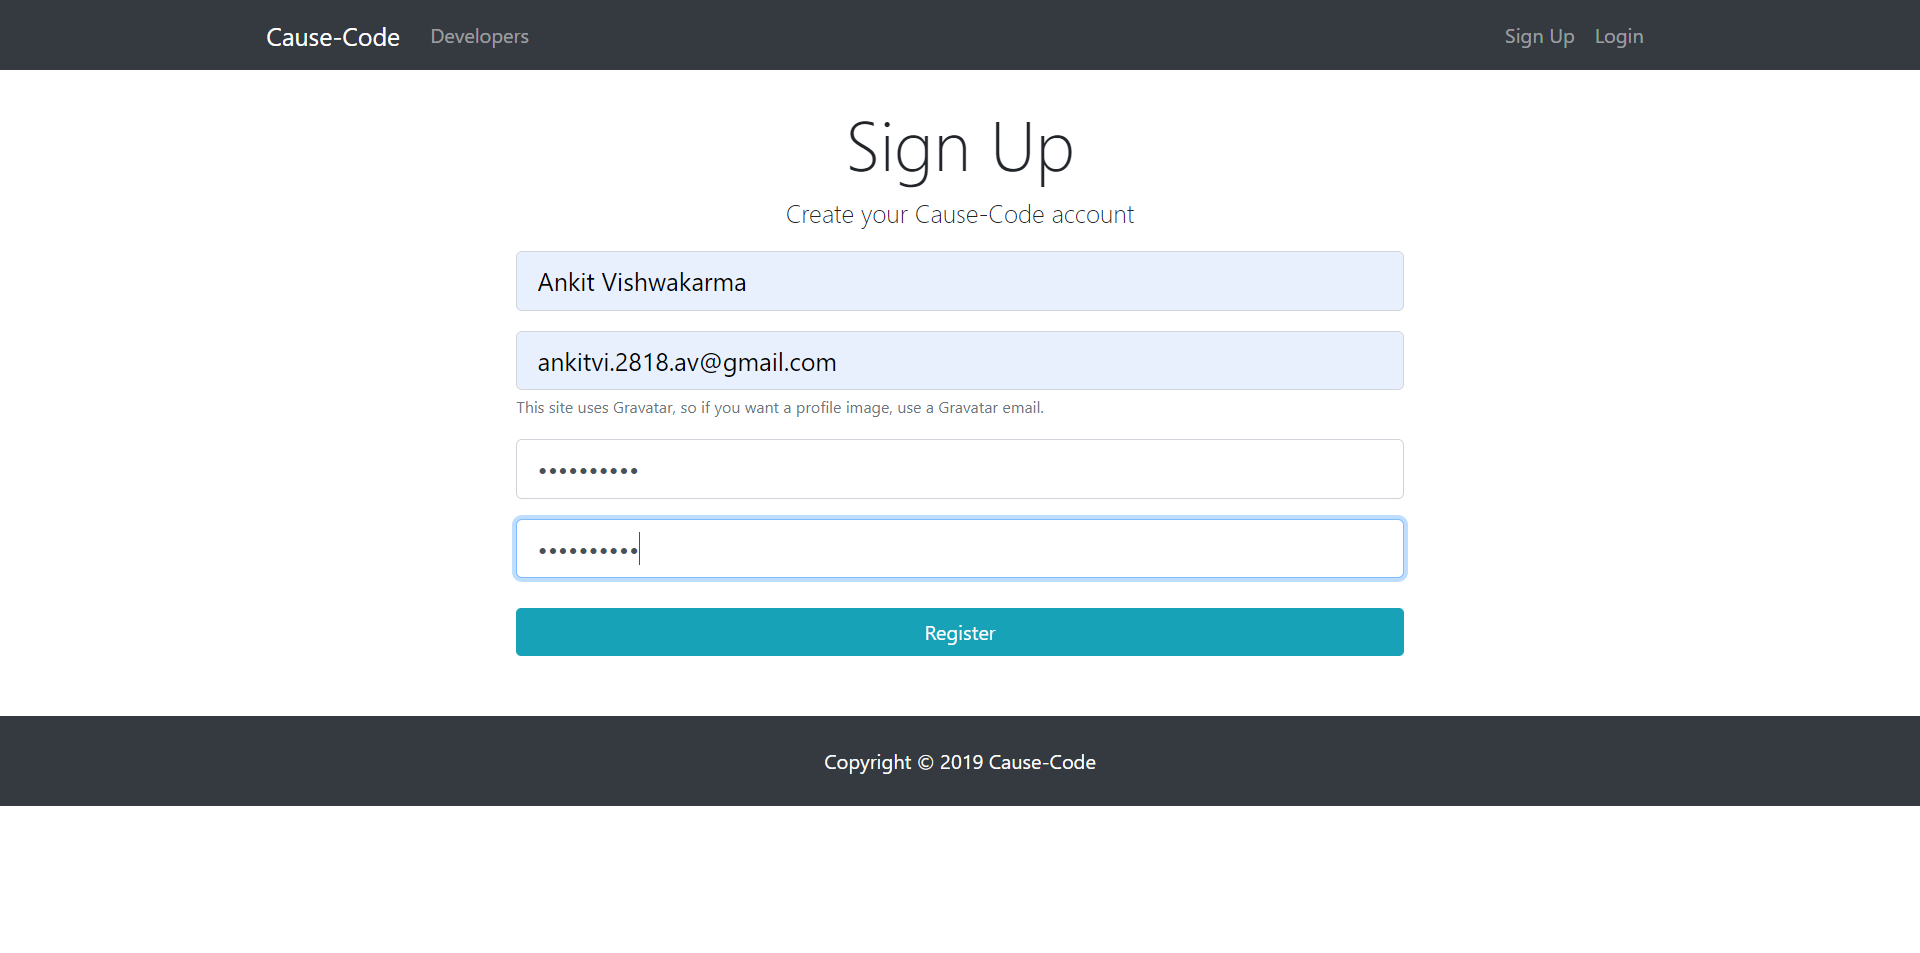 Cause-Code Developers Sign Up Login
Sign Up
Create your Cause-Code account
Ankit Vishwakarma
ankitvi.2818.av@gmail.com
This site uses Gravatar, so if you want a profile image, use a Gravatar email.
••••••••••
••••••••••
Register
Copyright © 2019 Cause-Code